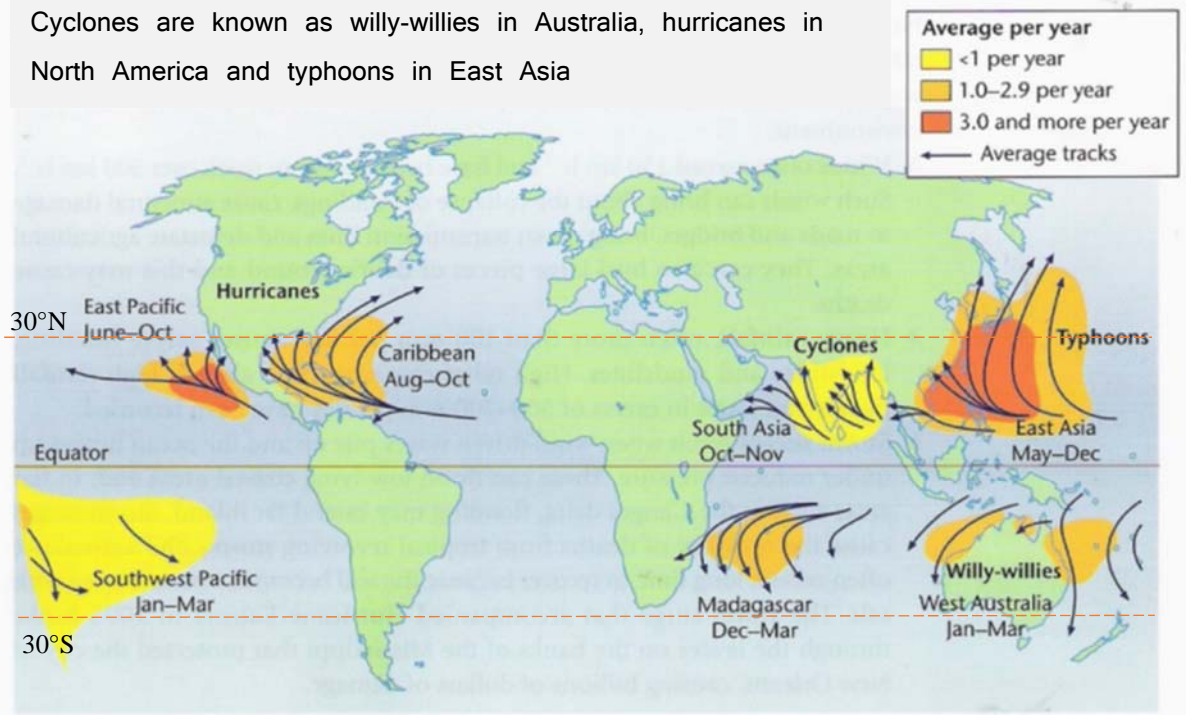 Cyclones are known as willy-willies in Australia, hurricanes in
North America and typhoons in East Asia
Average per year
<1 per year
1.0–2.9 per year
3.0 and more per year
Average tracks
Hurricanes
East Pacific
June–Oct
30°N
Caribbean
Aug–Oct
Cyclones
Typhoons
South Asia
Oct–Nov
East Asia
May–Dec
Equator
Southwest Pacific
Jan–Mar
Willy-willies
Madagascar
Dec–Mar
West Australia
Jan–Mar
30°S